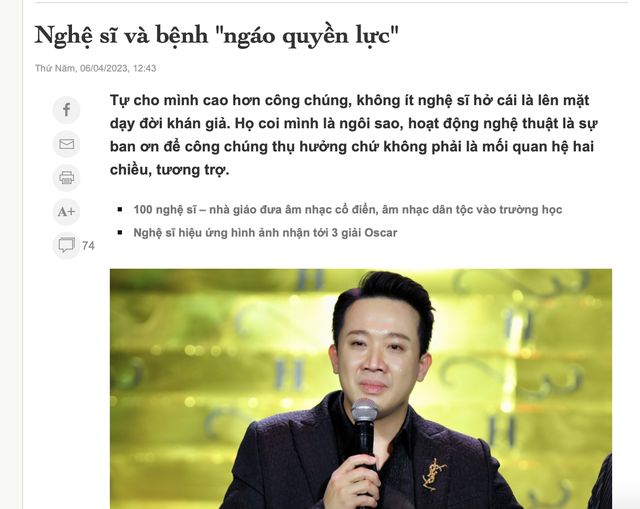 Nghệ sĩ và bệnh "ngáo quyền lực"
Thứ Năm, 06/04/2023, 12:43
Tự cho mình cao hơn công chúng, không ít nghệ sĩ hở cái là lên mặt
dạy đời khán giả. Họ coi mình là ngôi sao, hoạt động nghệ thuật là sự
ban ơn để công chúng thụ hưởng chứ không phải là mối quan hệ hai
chiều, tương trợ.
A+
74
100 nghệ sĩ – nhà giáo đưa âm nhạc cổ điển, âm nhạc dân tộc vào trường học
Nghệ sĩ hiệu ứng hình ảnh nhận tới 3 giải Oscar